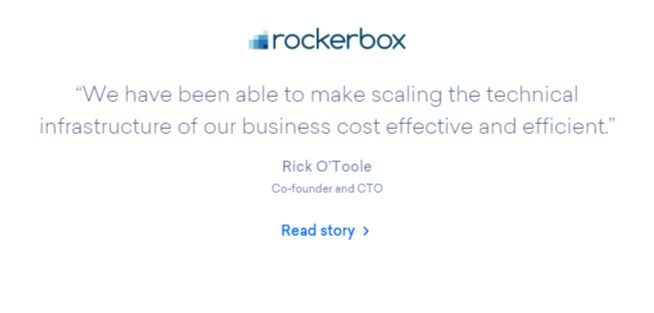 rockerbox
“We have been able to make scaling the technical
infrastructure of our business cost effective and efficient.”
Rick O’Toole
Co-founder and CTO
Read story ›